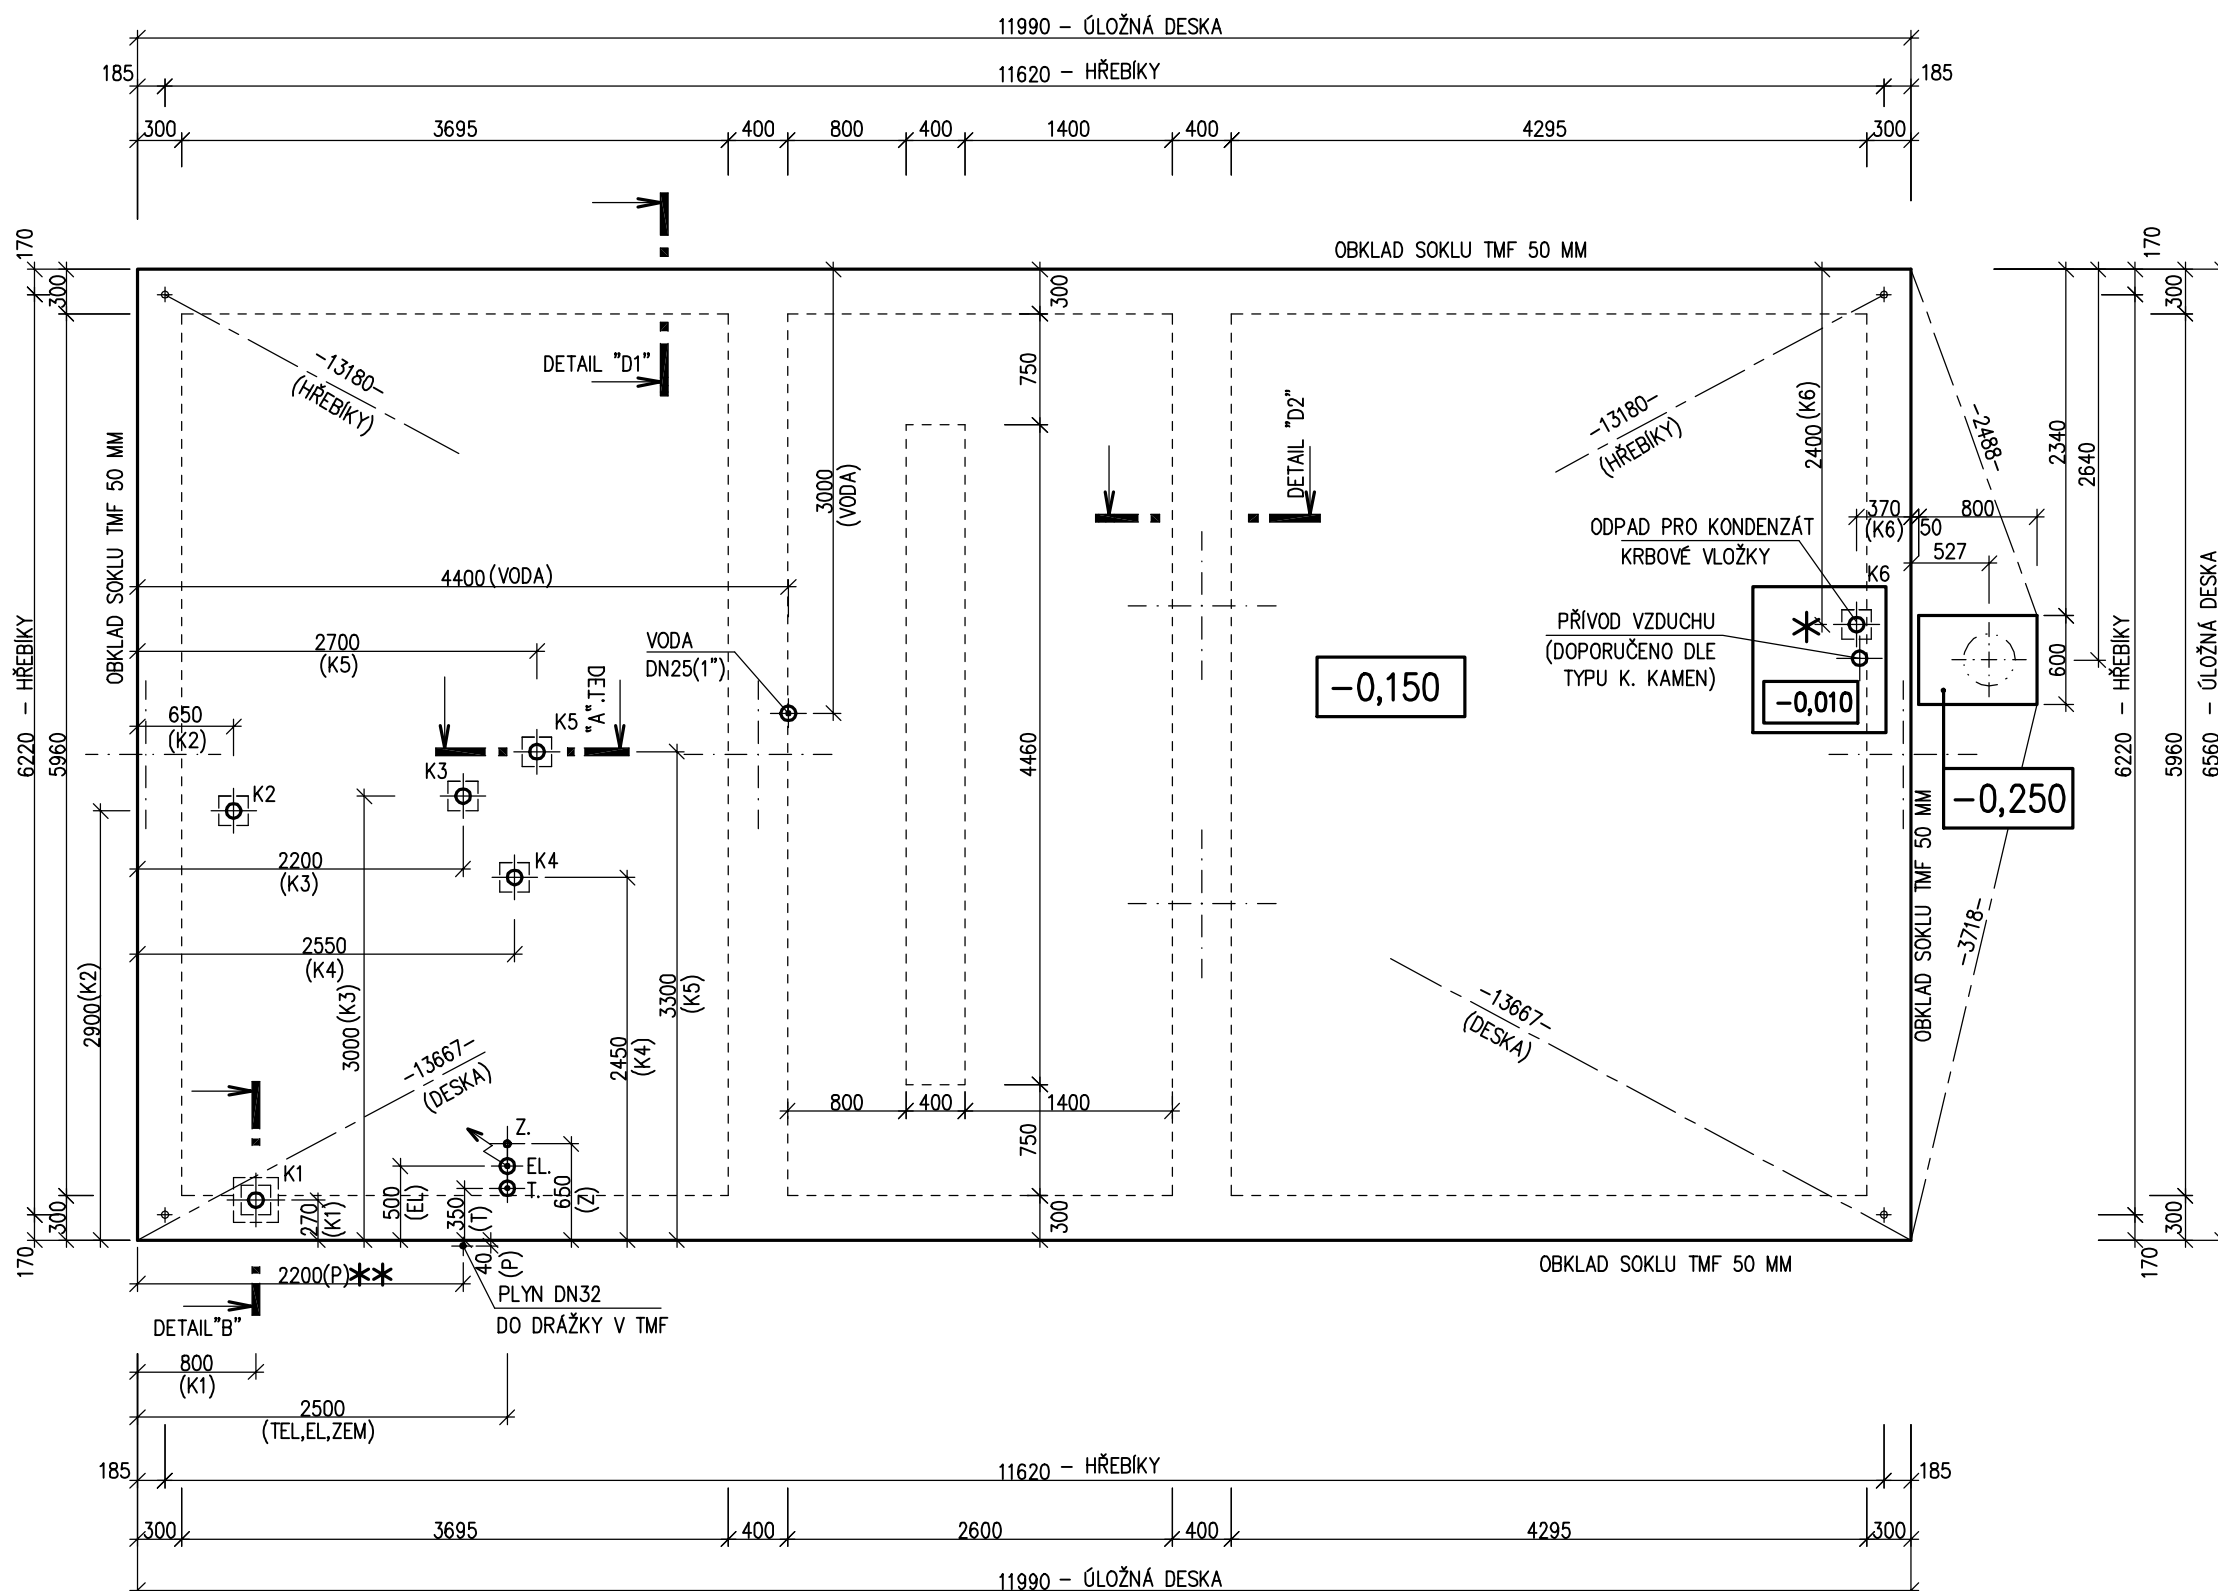 11990 – ÚLOŽNÁ DESKA
185
11620 – HŘEBÍKY
185
300
3695
400
800
400
1400
400
4295
300
OBKLAD SOKLU TMF 50 MM
170
300
170
300
300
DETAIL "D1"
-13180-
(HŘEBÍKY)
750
-13180-
(HŘEBÍKY)
2400(K6)
DETAIL "D2"
-2488-
2340
2640
OBKLAD SOKLU TMF 50 MM
3000
(VODA)
370
(K6)
50
800
ODPAD PRO KONDENZÁT
KRBOVÉ VLOŽKY
527
4400(VODA)
K6
PŘÍVOD VZDUCHU
(DOPORUČENO DLE
TYPU K. KAMEN)
*
600
2700
(K5)
VODA
DN25(1")
-0,150
-0,010
6220 – HŘEBÍKY
5960
650
(K2)
DET."A"
K5
K3
K2
4460
-0,250
6220 – HŘEBÍKY
5960
6560 – ÚLOŽNÁ DESKA
2200
(K3)
K4
OBKLAD SOKLU TMF 50 MM
2550
(K4)
-3718-
2900(K2)
3000(K3)
3300
(K5)
-13667-
(DESKA)
2450
(K4)
-13667-
(DESKA)
800
400
1400
Z.
EL.
T.
750
K1
270
(K1)
500
(EL)
350
(T)
650
(Z)
300
300
300
170
40
(P)
2200(P)**
PLYN DN32
DO DRÁŽKY V TMF
OBKLAD SOKLU TMF 50 MM
170
DETAIL"B"
800
(K1)
2500
(TEL,EL,ZEM)
185
11620 – HŘEBÍKY
185
300
3695
400
2600
400
4295
300
11990 – ÚLOŽNÁ DESKA